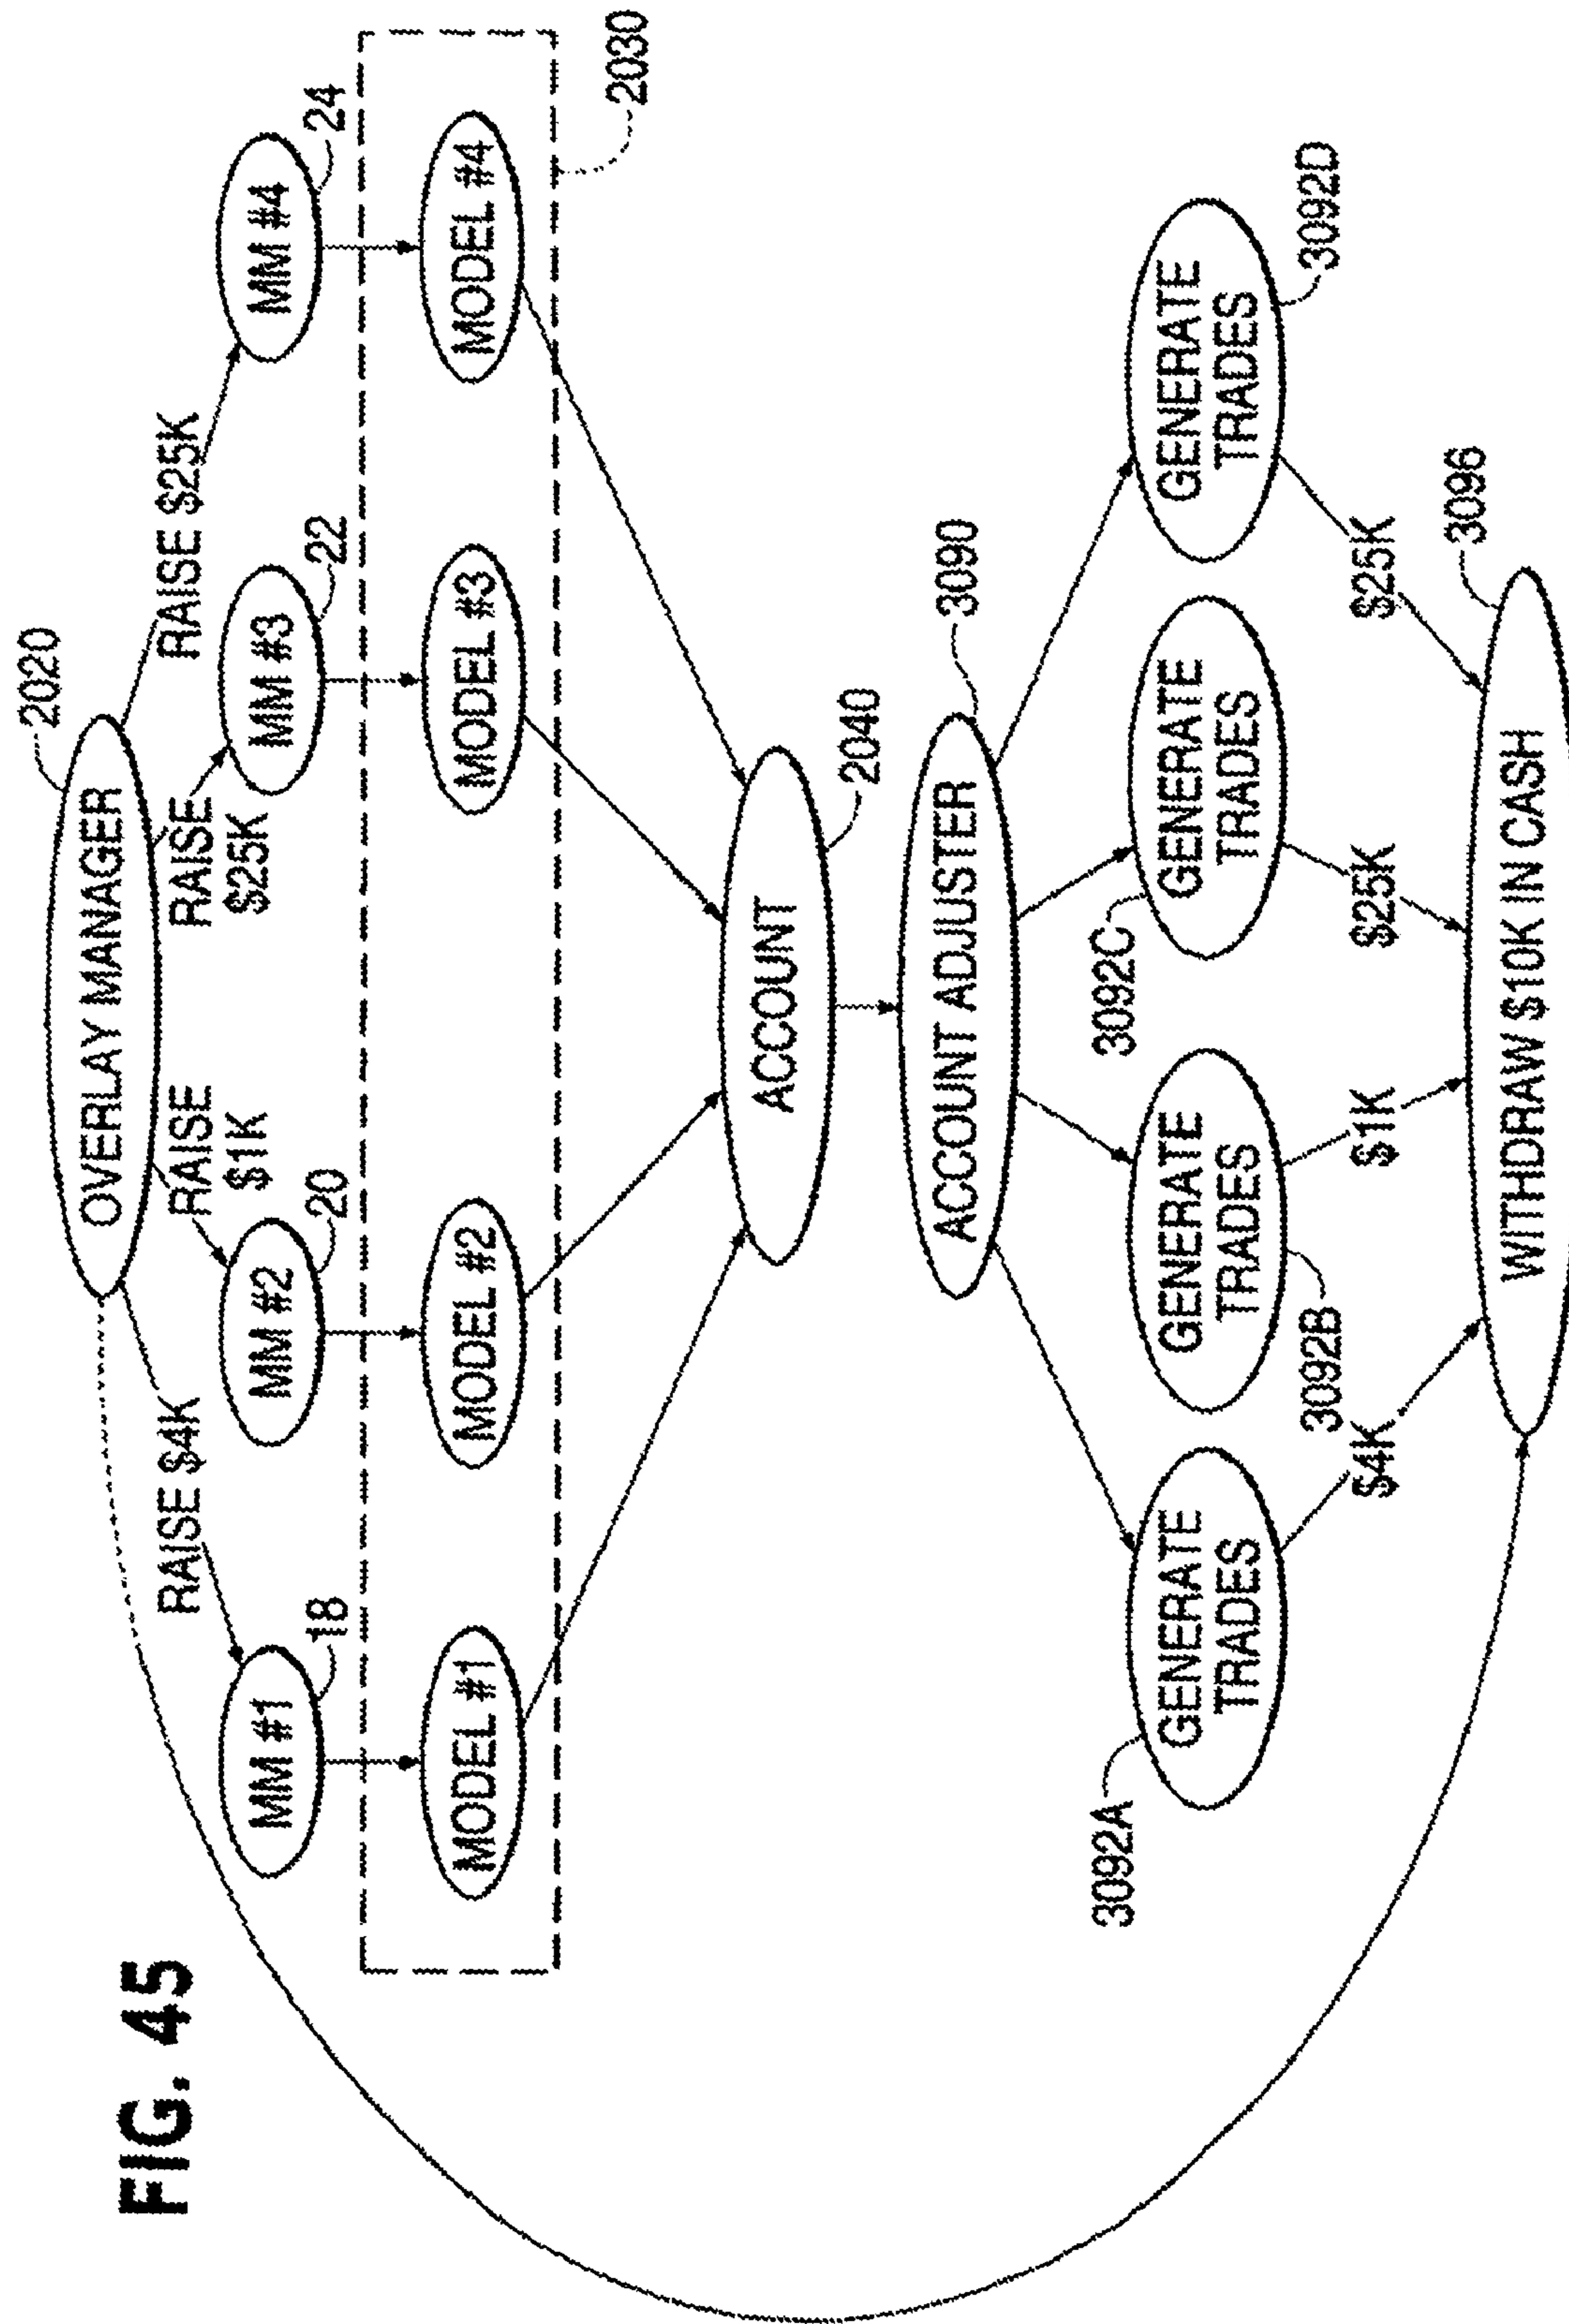 FIG. 45
OVERLAY MANAGER
2020
RAISE $4K
RAISE
$1K
RAISE
$25K
RAISE $25K
MM #1
18
MM #2
20
MM #3
22
MM #4
24
MODEL #1
MODEL #2
MODEL #3
MODEL #4
2030
ACCOUNT
2040
ACCOUNT ADJUSTER
3090
3092A
GENERATE
TRADES
GENERATE
TRADES
3092B
3092C
GENERATE
TRADES
GENERATE
TRADES
3092D
$4K
$1K
$25K
$25K
WITHDRAW $10K IN CASH
3096